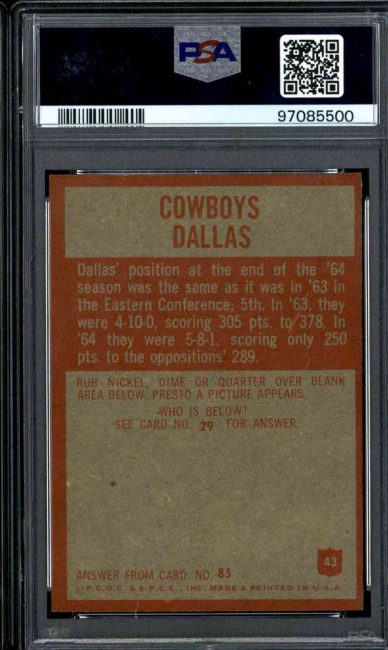 PSA
97085500
COWBOYS
DALLAS
Dallas' position at the end of the '64
season was the same as it was in '63 in
the Eastern Conference; 5th. In '63, they
were 4-10-0, scoring 305 pts. to 378. In
'64 they were 5-8-1, scoring only 250
pts. to the oppositions' 289.
RUB NICKEL, DIME OR QUARTER OVER BLANK
AREA BELOW. PRESTO A PICTURE APPEARS.
WHO IS BELOW?
SEE CARD NO. 29 FOR ANSWER.
43
ANSWER FROM CARD. NO. 85
© P.C.G.C. & S.P.C.E., INC. MADE & PRINTED IN U.S.A.
PSA